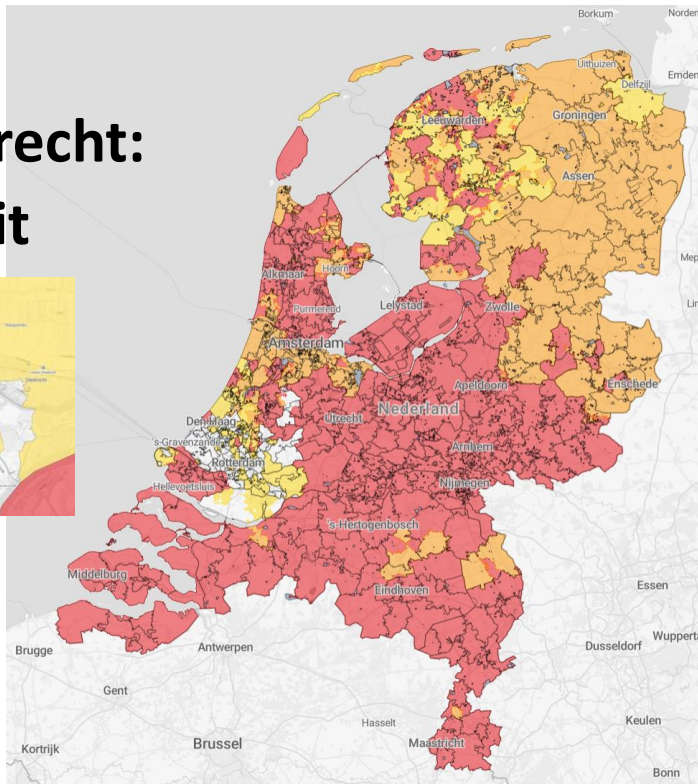 recht:
it
Borkum
Norden
Uithuizen
Emden
Delfzijl
Leeuwarden
Groningen
Assen
Alkmaar
Hoorn
Purmerend
Lelystad
Zwolle
Amsterdam
Enschede
Apeldoorn
Utrecht
Nederland
Den Haag
's-Gravenzande
Rotterdam
Arnhem
Hellevoetsluis
Nijmegen
's-Hertogenbosch
Middelburg
Eindhoven
Essen
Brugge
Antwerpen
Dusseldorf
Wupperta
Gent
Hasselt
Keulen
Kortrijk
Brussel
Maastricht
Bonn